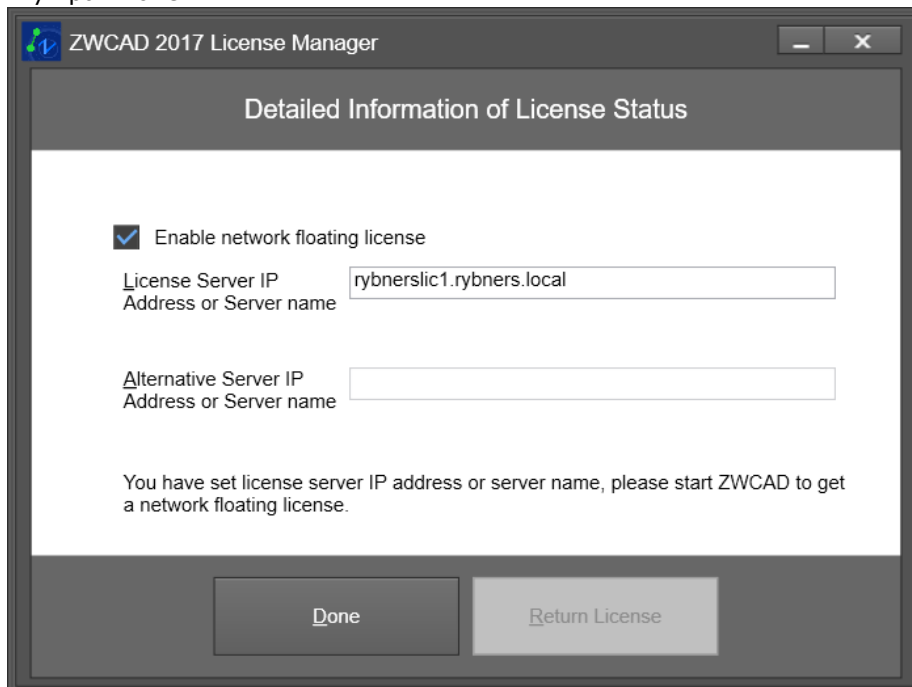 ZWCAD 2017 License Manager
Detailed Information of License Status
Enable network floating license
License Server IP
Address or Server name
rybnerslic1.rybners.local
Alternative Server IP
Address or Server name
You have set license server IP address or server name, please start ZWCAD to get
a network floating license.
Done
Return License